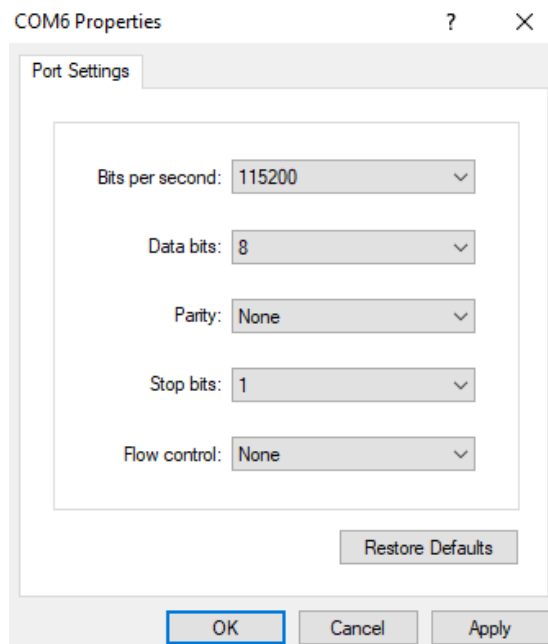 COM6 Properties ?
Port Settings
Bits per second: 115200
Data bits: 8
Parity: None
Stop bits: 1
Flow control: None
Restore Defaults
OK Cancel Apply